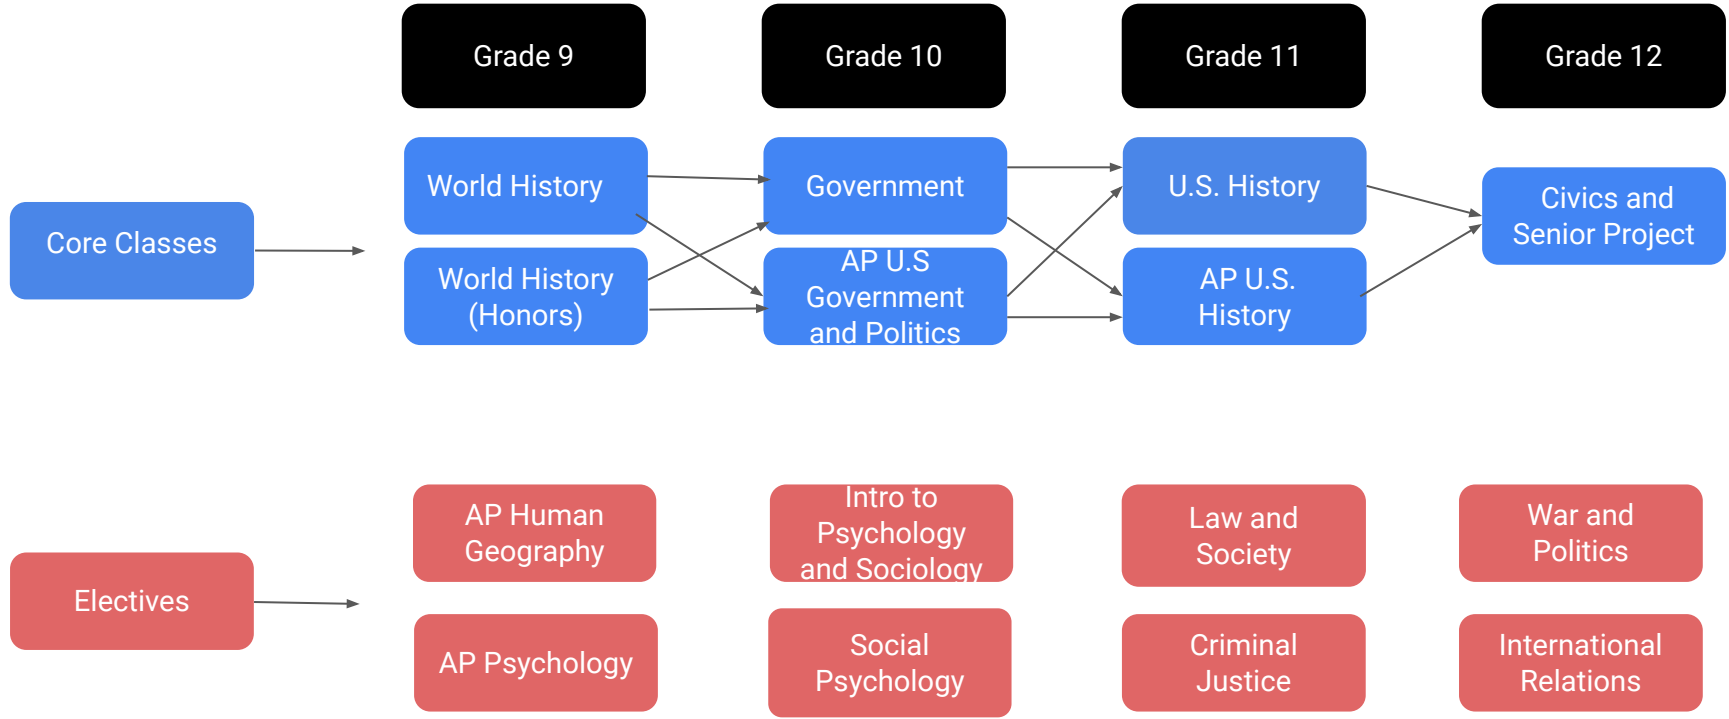 Grade 9
Grade 10
Grade 11
Grade 12
Core Classes
World History
Government
U.S. History
Civics and
Senior Project
World History
(Honors)
AP U.S
Government
and Politics
AP U.S.
History
Electives
AP Human
Geography
Intro to
Psychology
and Sociology
Law and
Society
War and
Politics
AP Psychology
Social
Psychology
Criminal
Justice
International
Relations